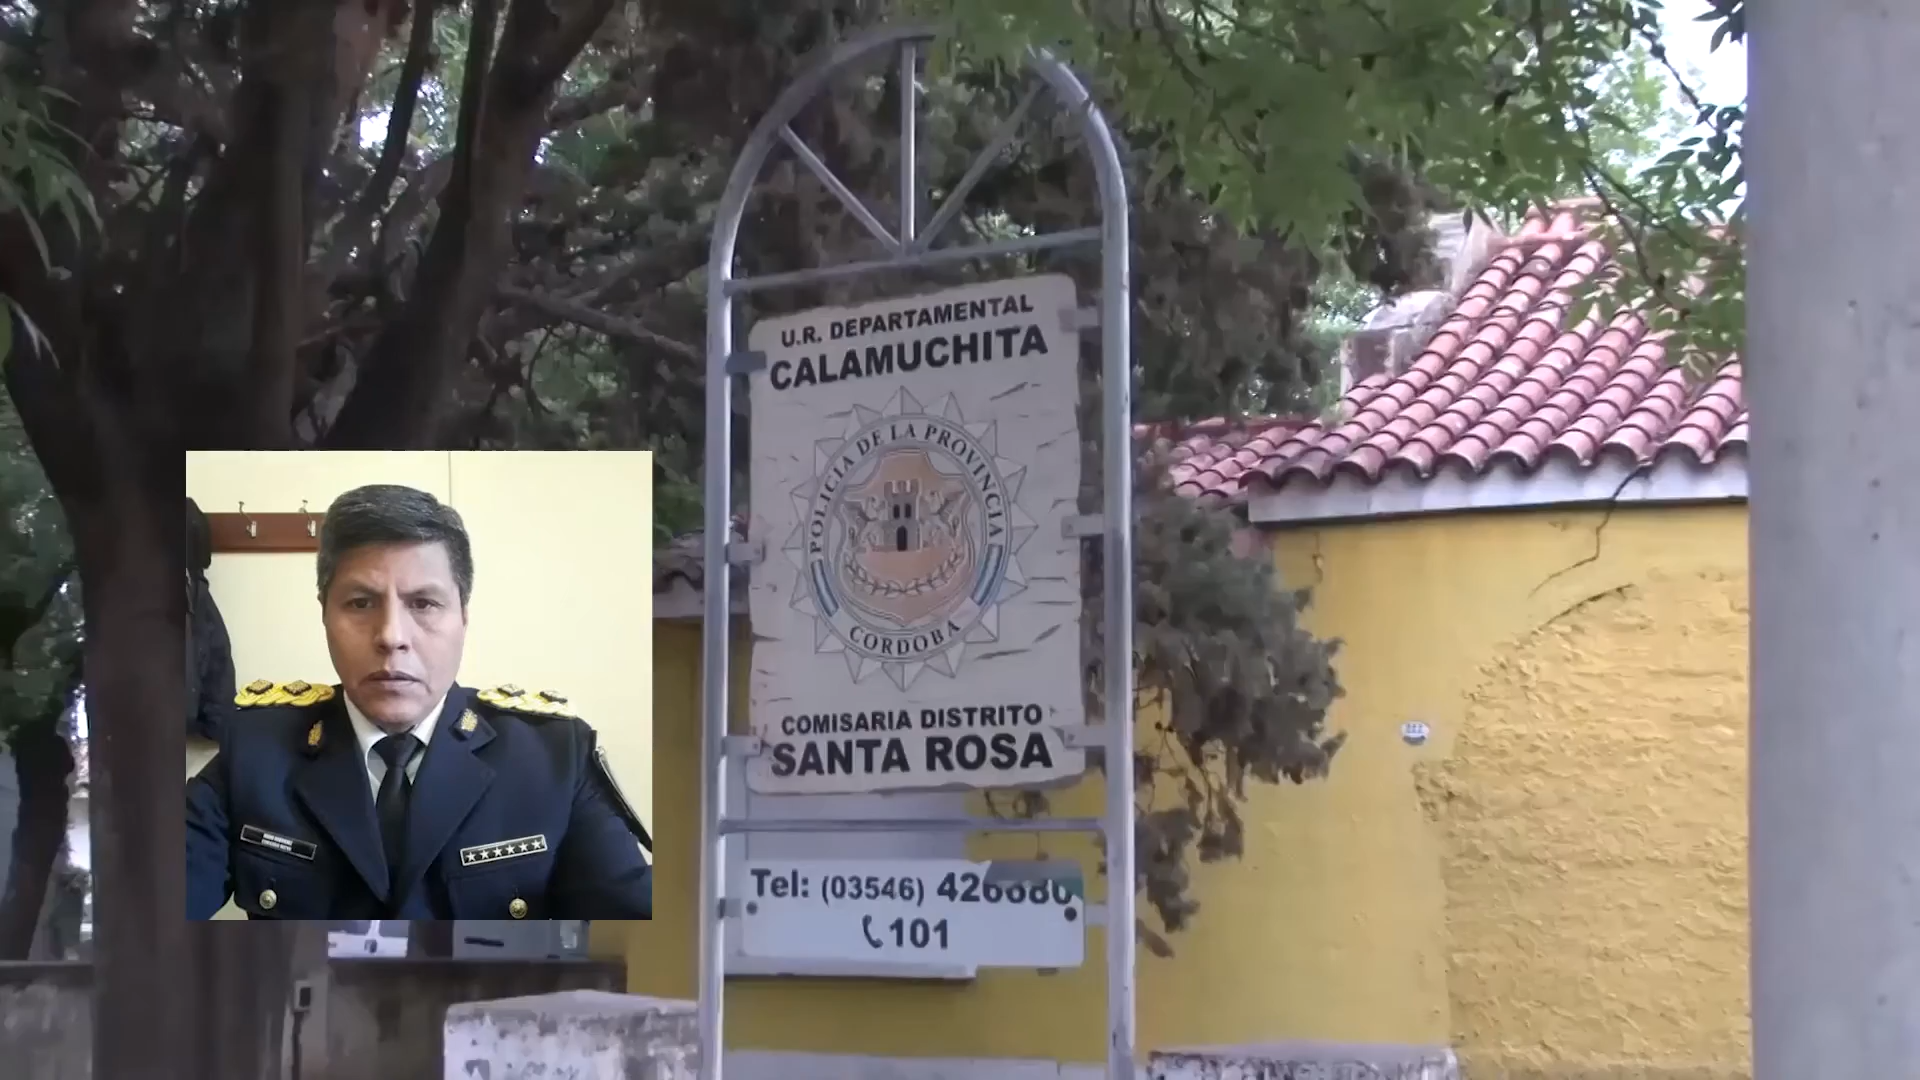 U.R. DEPARTAMENTAL
CALAMUCHITA
POLICIA DE LA PROVINCIA
CORDOBA
COMISARIA DISTRITO
SANTA ROSA
Tel: (03546) 426680
101